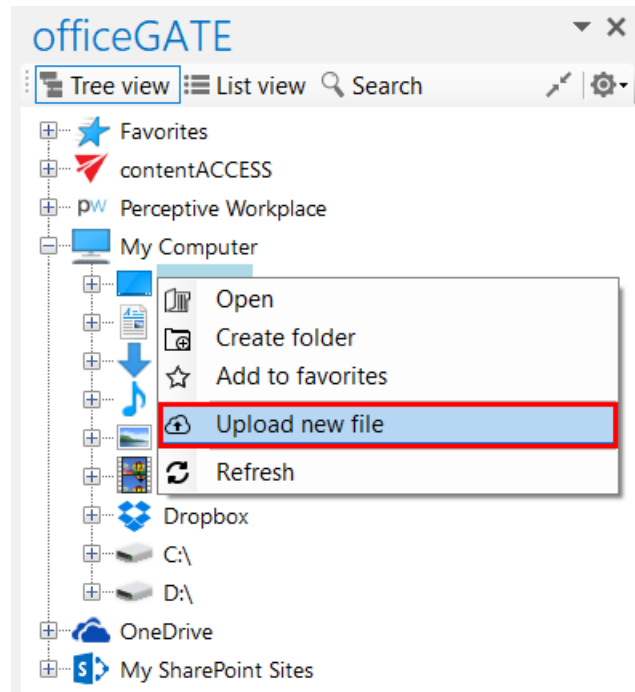 officeGATE
Tree view List view Search
Favorites
contentACCESS
pw Perceptive Workplace
My Computer
Open
Create folder
Add to favorites
Upload new file
Refresh
Dropbox
C:\
D:\
OneDrive
S My SharePoint Sites